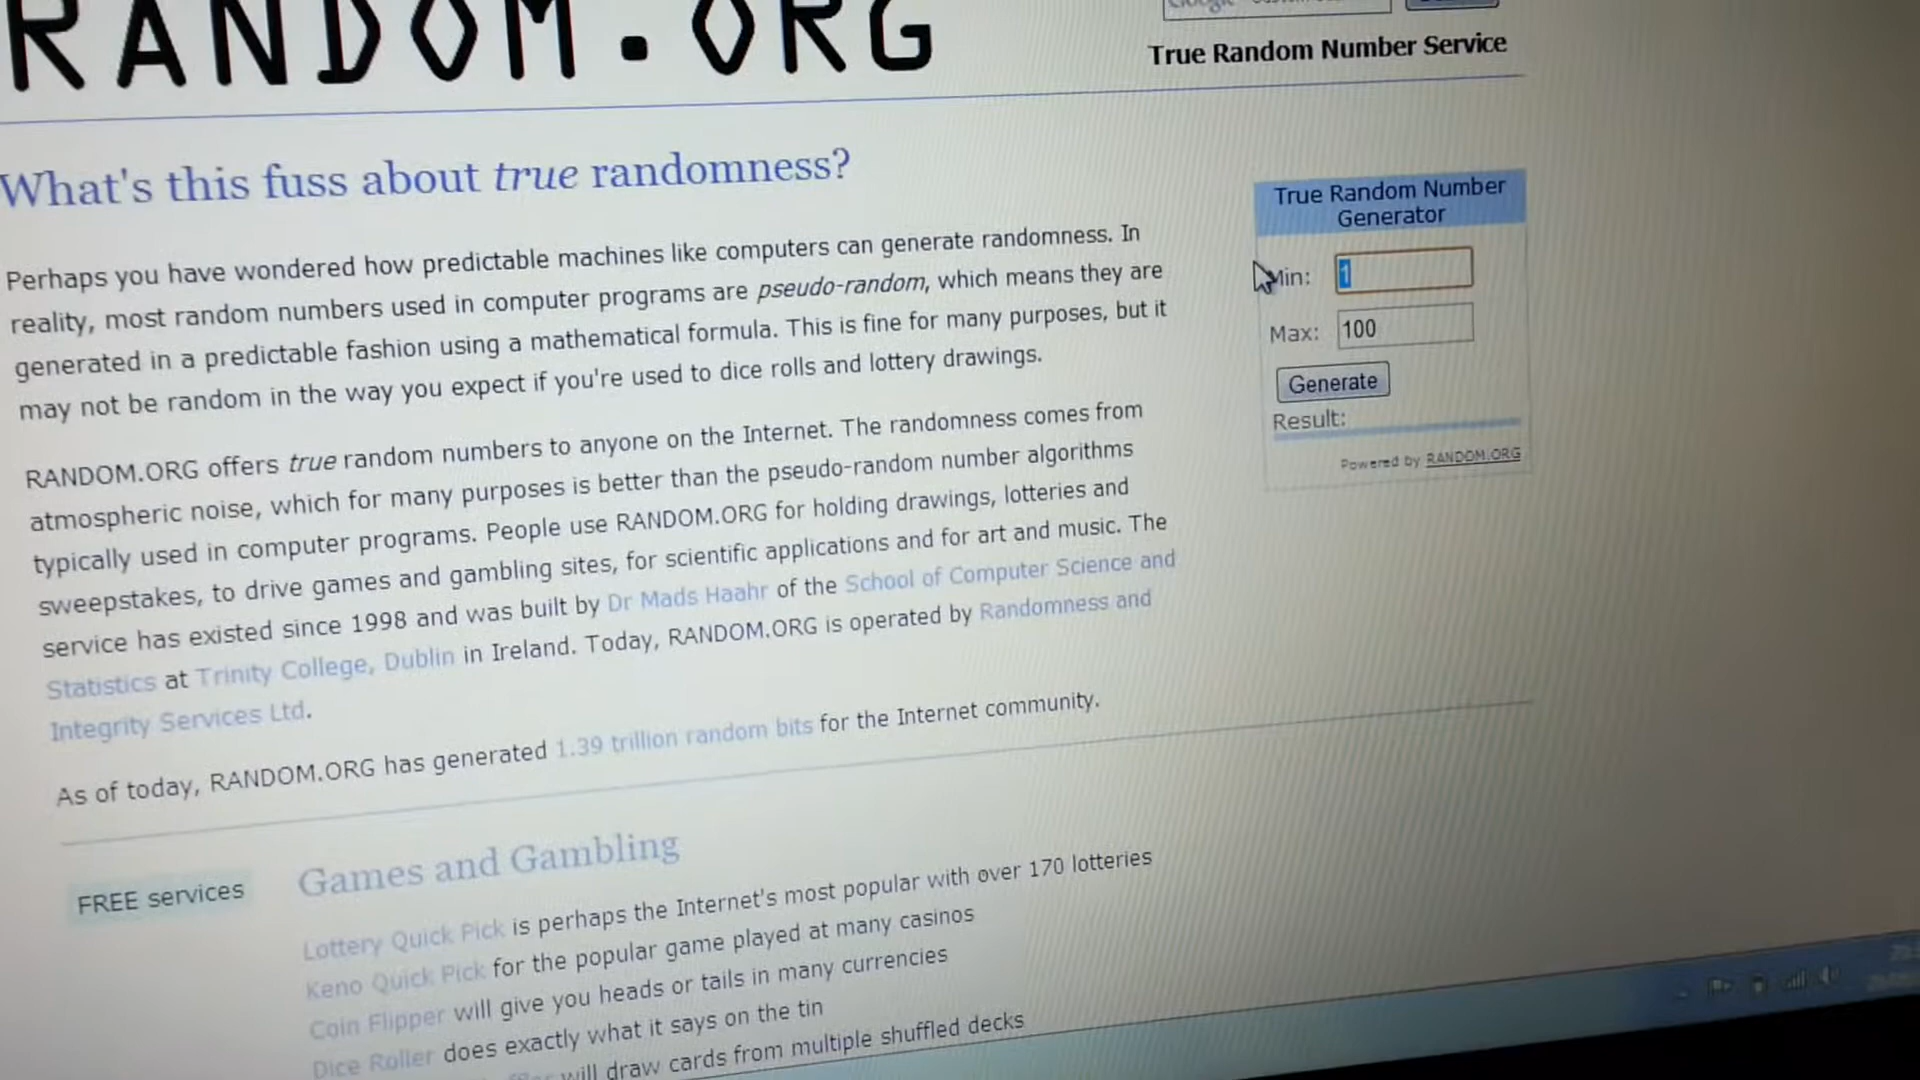 RANDOM.ORG
True Random Number Service
What's this fuss about true randomness?
Perhaps you have wondered how predictable machines like computers can generate randomness. In
reality, most random numbers used in computer programs are pseudo-random, which means they are
generated in a predictable fashion using a mathematical formula. This is fine for many purposes, but it
may not be random in the way you expect if you're used to dice rolls and lottery drawings.
RANDOM.ORG offers true random numbers to anyone on the Internet. The randomness comes from
atmospheric noise, which for many purposes is better than the pseudo-random number algorithms
typically used in computer programs. People use RANDOM.ORG for holding drawings, lotteries and
sweepstakes, to drive games and gambling sites, for scientific applications and for art and music. The
service has existed since 1998 and was built by Dr Mads Haahr of the School of Computer Science and
Statistics at Trinity College, Dublin in Ireland. Today, RANDOM.ORG is operated by Randomness and
Integrity Services Ltd.
As of today, RANDOM.ORG has generated 1.39 trillion random bits for the Internet community.
True Random Number
Generator
Min: 1
Max: 100
Generate
Result:
Powered by RANDOM.ORG
FREE services
Games and Gambling
Lottery Quick Pick is perhaps the Internet's most popular with over 170 lotteries
Keno Quick Pick for the popular game played at many casinos
Coin Flipper will give you heads or tails in many currencies
Dice Roller does exactly what it says on the tin
will draw cards from multiple shuffled decks